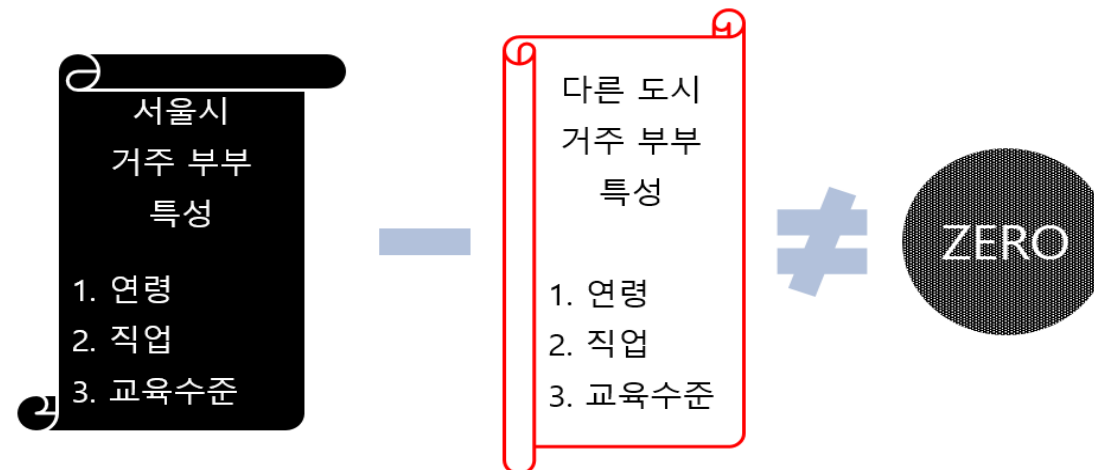 서울시
거주 부부
특성
1. 연령
2. 직업
3. 교육수준
다른 도시
거주 부부
특성
1. 연령
2. 직업
3. 교육수준
ZERO